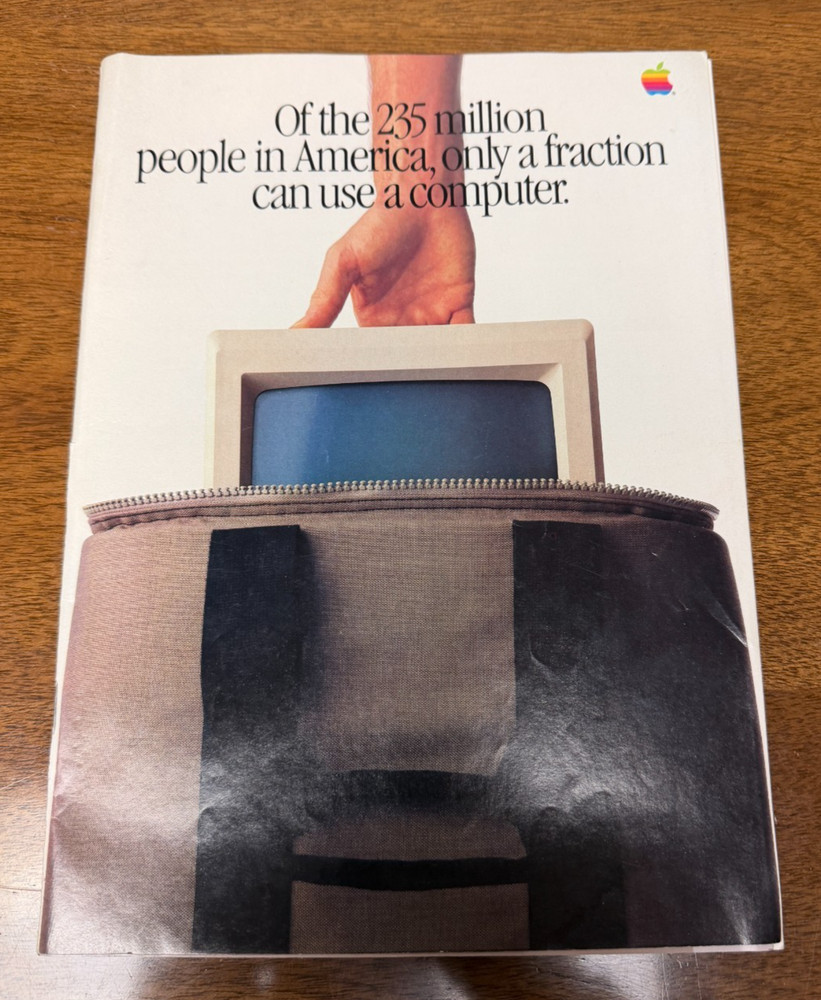 Of the 235 million
people in America, only a fraction
can use a computer.